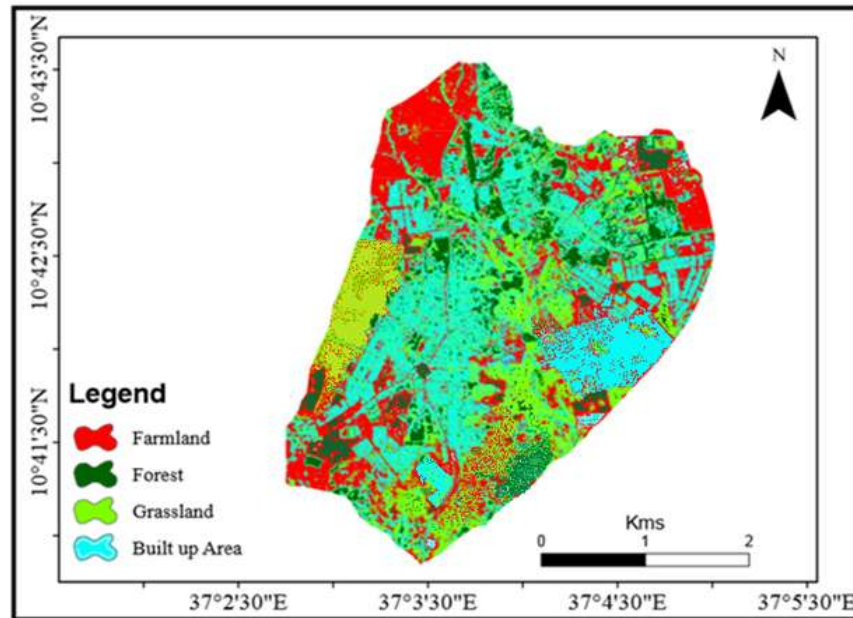 10°43'30"N
N
10°42'30"N
Legend
Farmland
10°41'30"N
Forest
Grassland
Kms
Built up Area
0 1 2
37°2'30"E 37°3'30"E 37°4'30"E 37°5'30"E